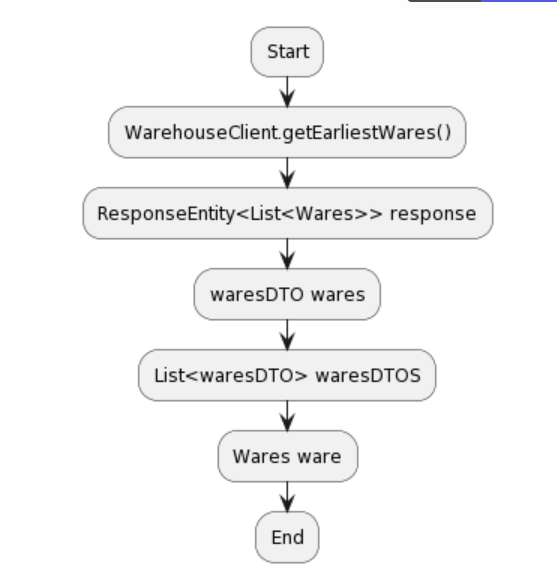 Start
WarehouseClient.getEarliestWares()
ResponseEntity<List<Wares>> response
waresDTO wares
List<waresDTO> waresDTOS
Wares ware
End